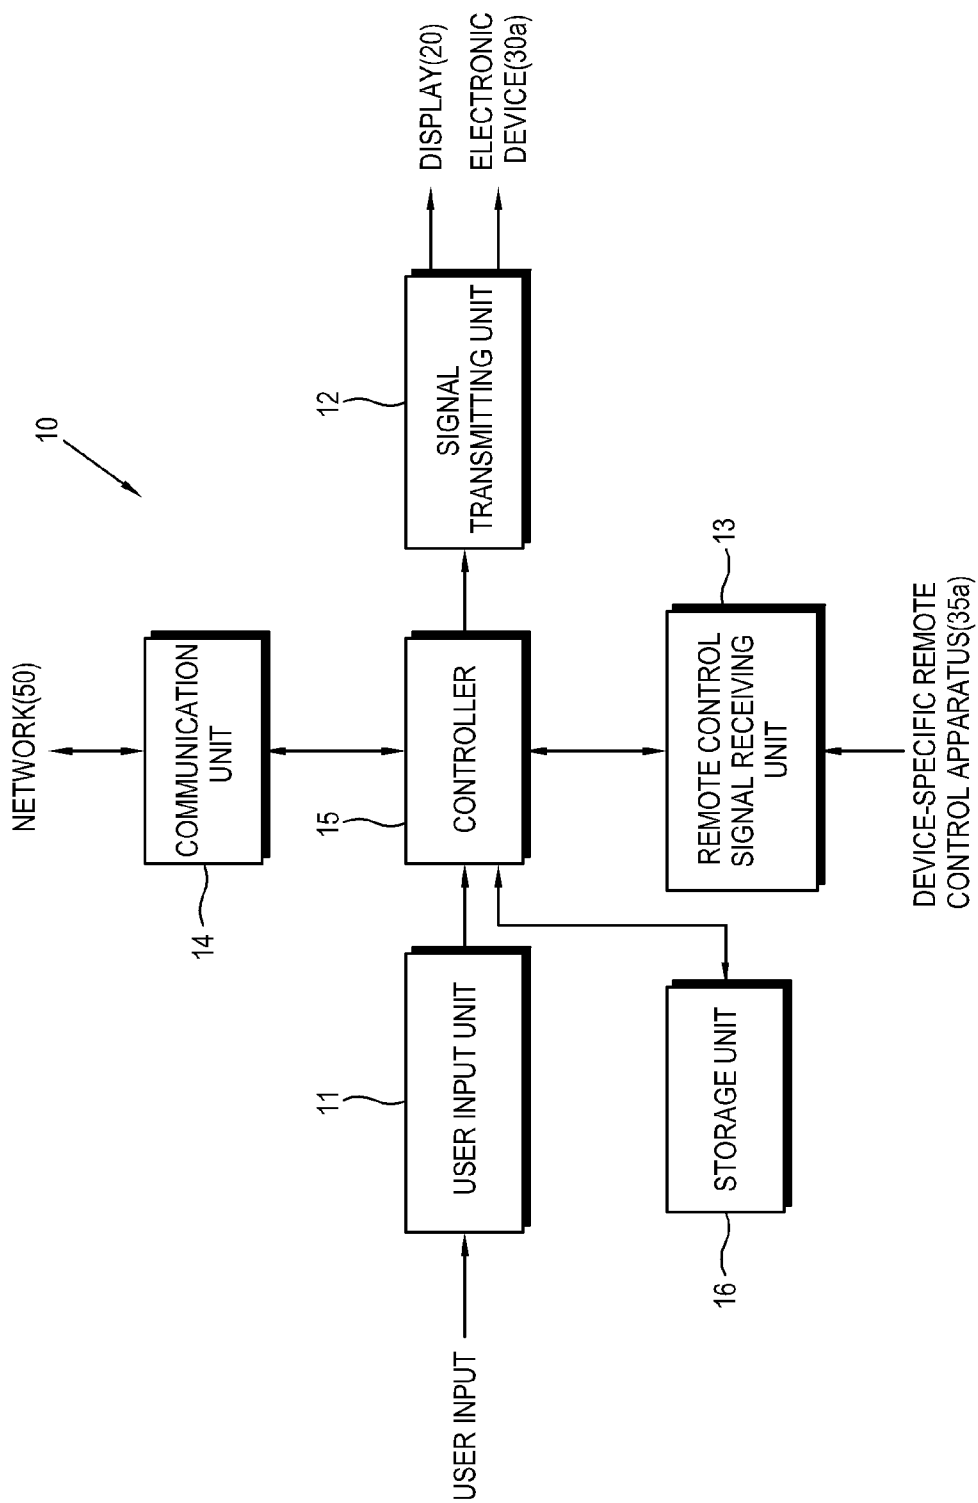 10
NETWORK(50)
14
COMMUNICATION
UNIT
USER INPUT
11
USER INPUT UNIT
15
CONTROLLER
12
SIGNAL
TRANSMITTING UNIT
DISPLAY(20)
ELECTRONIC
DEVICE(30a)
16
STORAGE UNIT
13
REMOTE CONTROL
SIGNAL RECEIVING
UNIT
DEVICE-SPECIFIC REMOTE
CONTROL APPARATUS(35a)